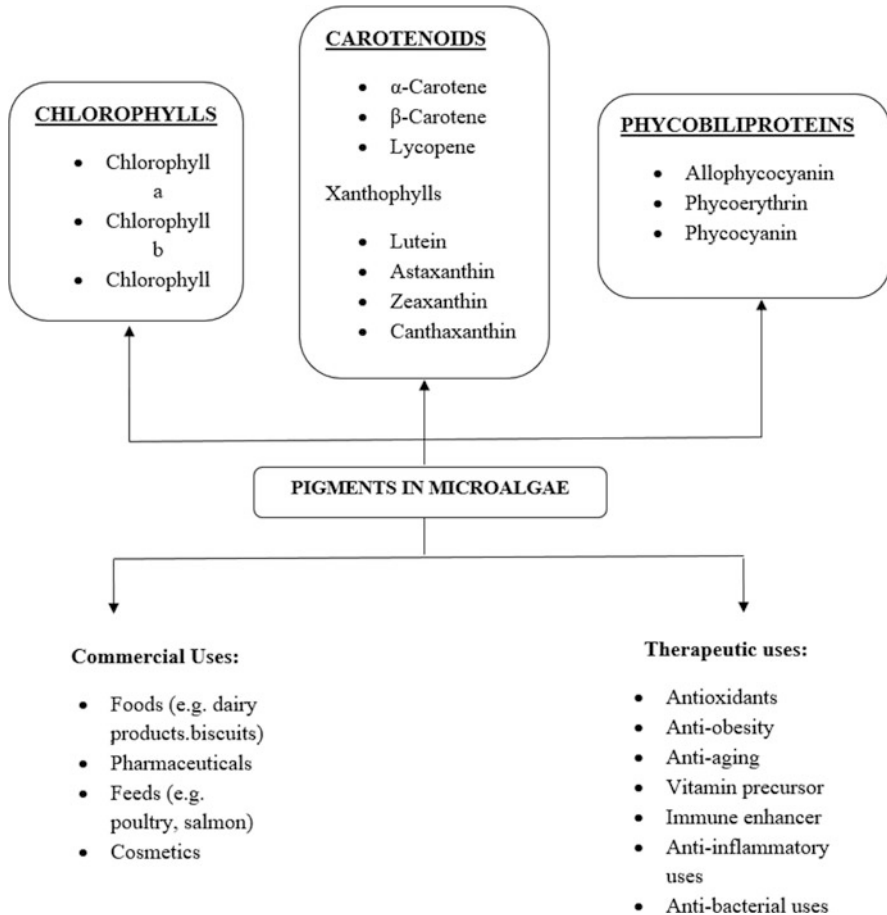 CHLOROPHYLLS
• Chlorophyll
a
• Chlorophyll
b
• Chlorophyll
CAROTENOIDS
• α-Carotene
• β-Carotene
• Lycopene
Xanthophylls
• Lutein
• Astaxanthin
• Zeaxanthin
• Canthaxanthin
PHYCOBILIPROTEINS
• Allophycocyanin
• Phycoerythrin
• Phycocyanin
PIGMENTS IN MICROALGAE
Commercial Uses:
• Foods (e.g. dairy
products.biscuits)
• Pharmaceuticals
• Feeds (e.g.
poultry, salmon)
• Cosmetics
Therapeutic uses:
• Antioxidants
• Anti-obesity
• Anti-aging
• Vitamin precursor
• Immune enhancer
• Anti-inflammatory
uses
• Anti-bacterial uses